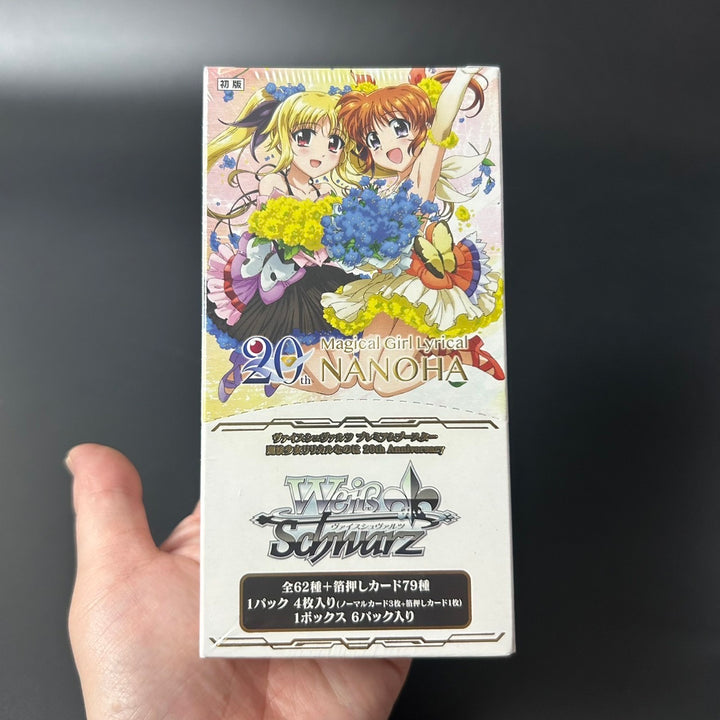 初版
20th
Magical Girl Lyrical
NANOHA
ヴァイスシュヴァルツ プレミアムブースター
魔法少女リリカルなのは 20th Anniversary
Weiß
ヴァイスシュヴァルツ
Schwarz
全62種+箔押しカード79種
1パック 4枚入り(ノーマルカード3枚+箔押しカード1枚)
1ボックス 6パック入り